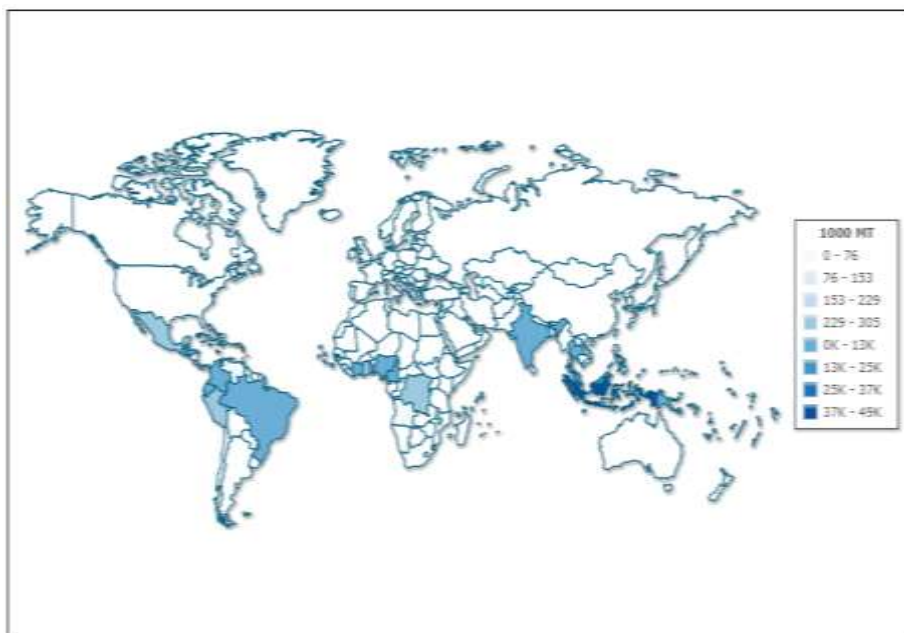 1000 MT
0 - 76
76 - 153
153 - 229
229 - 305
0K - 13K
13K - 25K
25K - 37K
37K - 49K